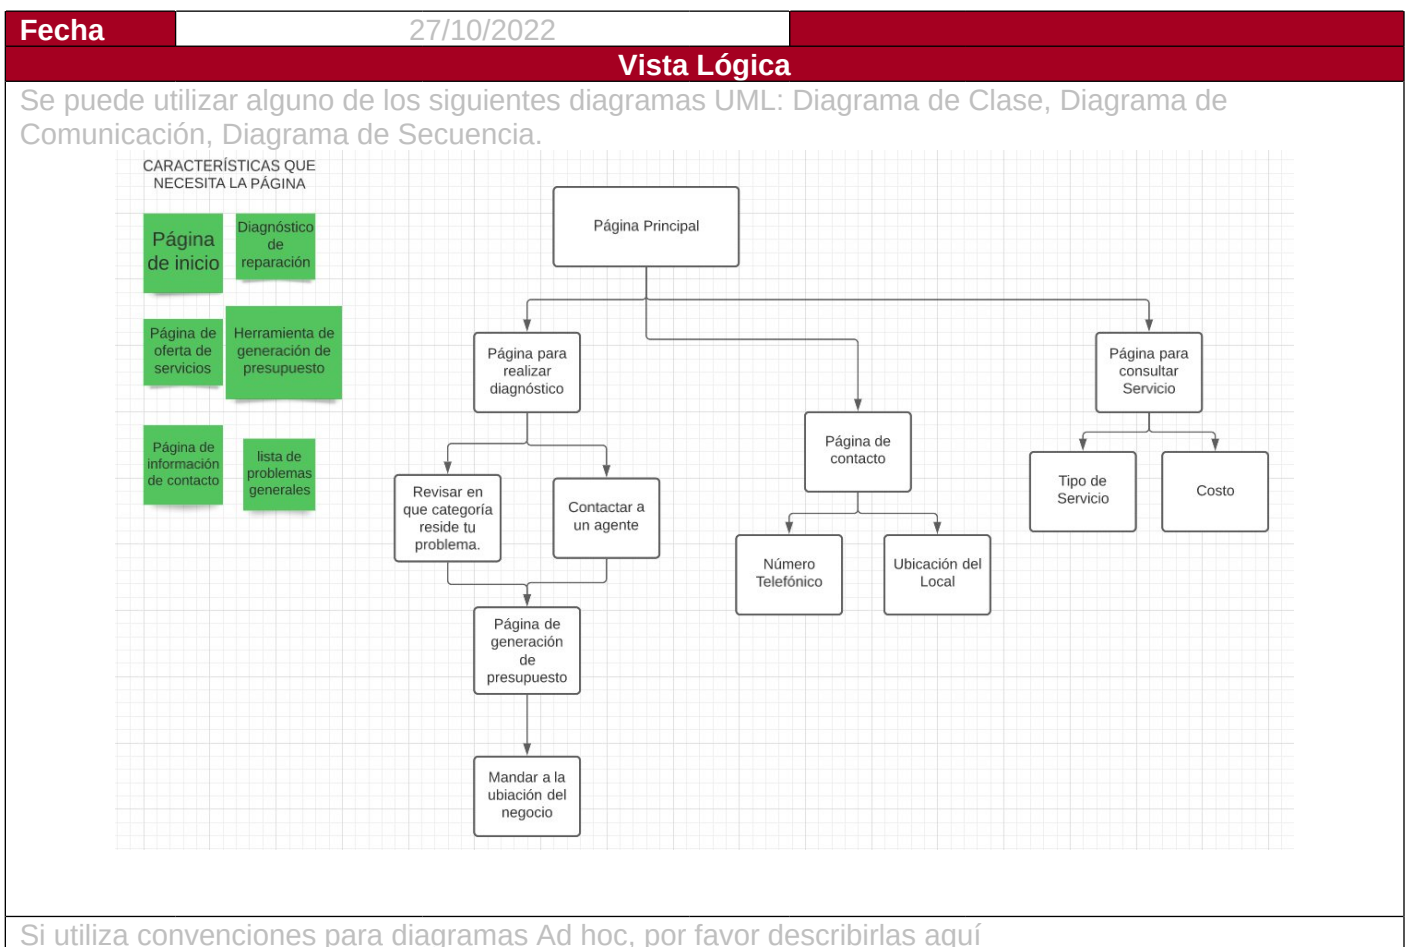 Fecha
27/10/2022
Vista Lógica
Se puede utilizar alguno de los siguientes diagramas UML: Diagrama de Clase, Diagrama de
Comunicación, Diagrama de Secuencia.
CARACTERÍSTICAS QUE
NECESITA LA PÁGINA
Página
de inicio
Diagnóstico
de
reparación
Página de
oferta de
servicios
Herramienta de
generación de
presupuesto
Página de
información
de contacto
lista de
problemas
generales
Página Principal
Página para
realizar
diagnóstico
Página de
contacto
Página para
consultar
Servicio
Revisar en
que categoría
reside tu
problema.
Contactar a
un agente
Número
Telefónico
Ubicación del
Local
Tipo de
Servicio
Costo
Página de
generación
de
presupuesto
Mandar a la
ubiación del
negocio
Si utiliza convenciones para diagramas Ad hoc, por favor describirlas aquí